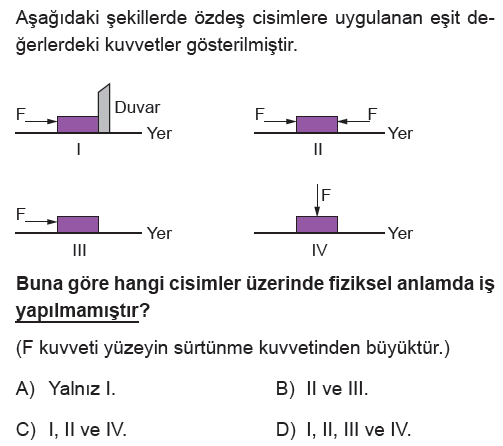 Aşağıdaki şekillerde özdeş cisimlere uygulanan eşit de-
ğerlerdeki kuvvetler gösterilmiştir.
F Duvar Yer
I
F F Yer
II
F Yer
III
F Yer
IV
Buna göre hangi cisimler üzerinde fiziksel anlamda iş
yapılmamıştır?
(F kuvveti yüzeyin sürtünme kuvvetinden büyüktür.)
A) Yalnız I. B) II ve III.
C) I, II ve IV. D) I, II, III ve IV.